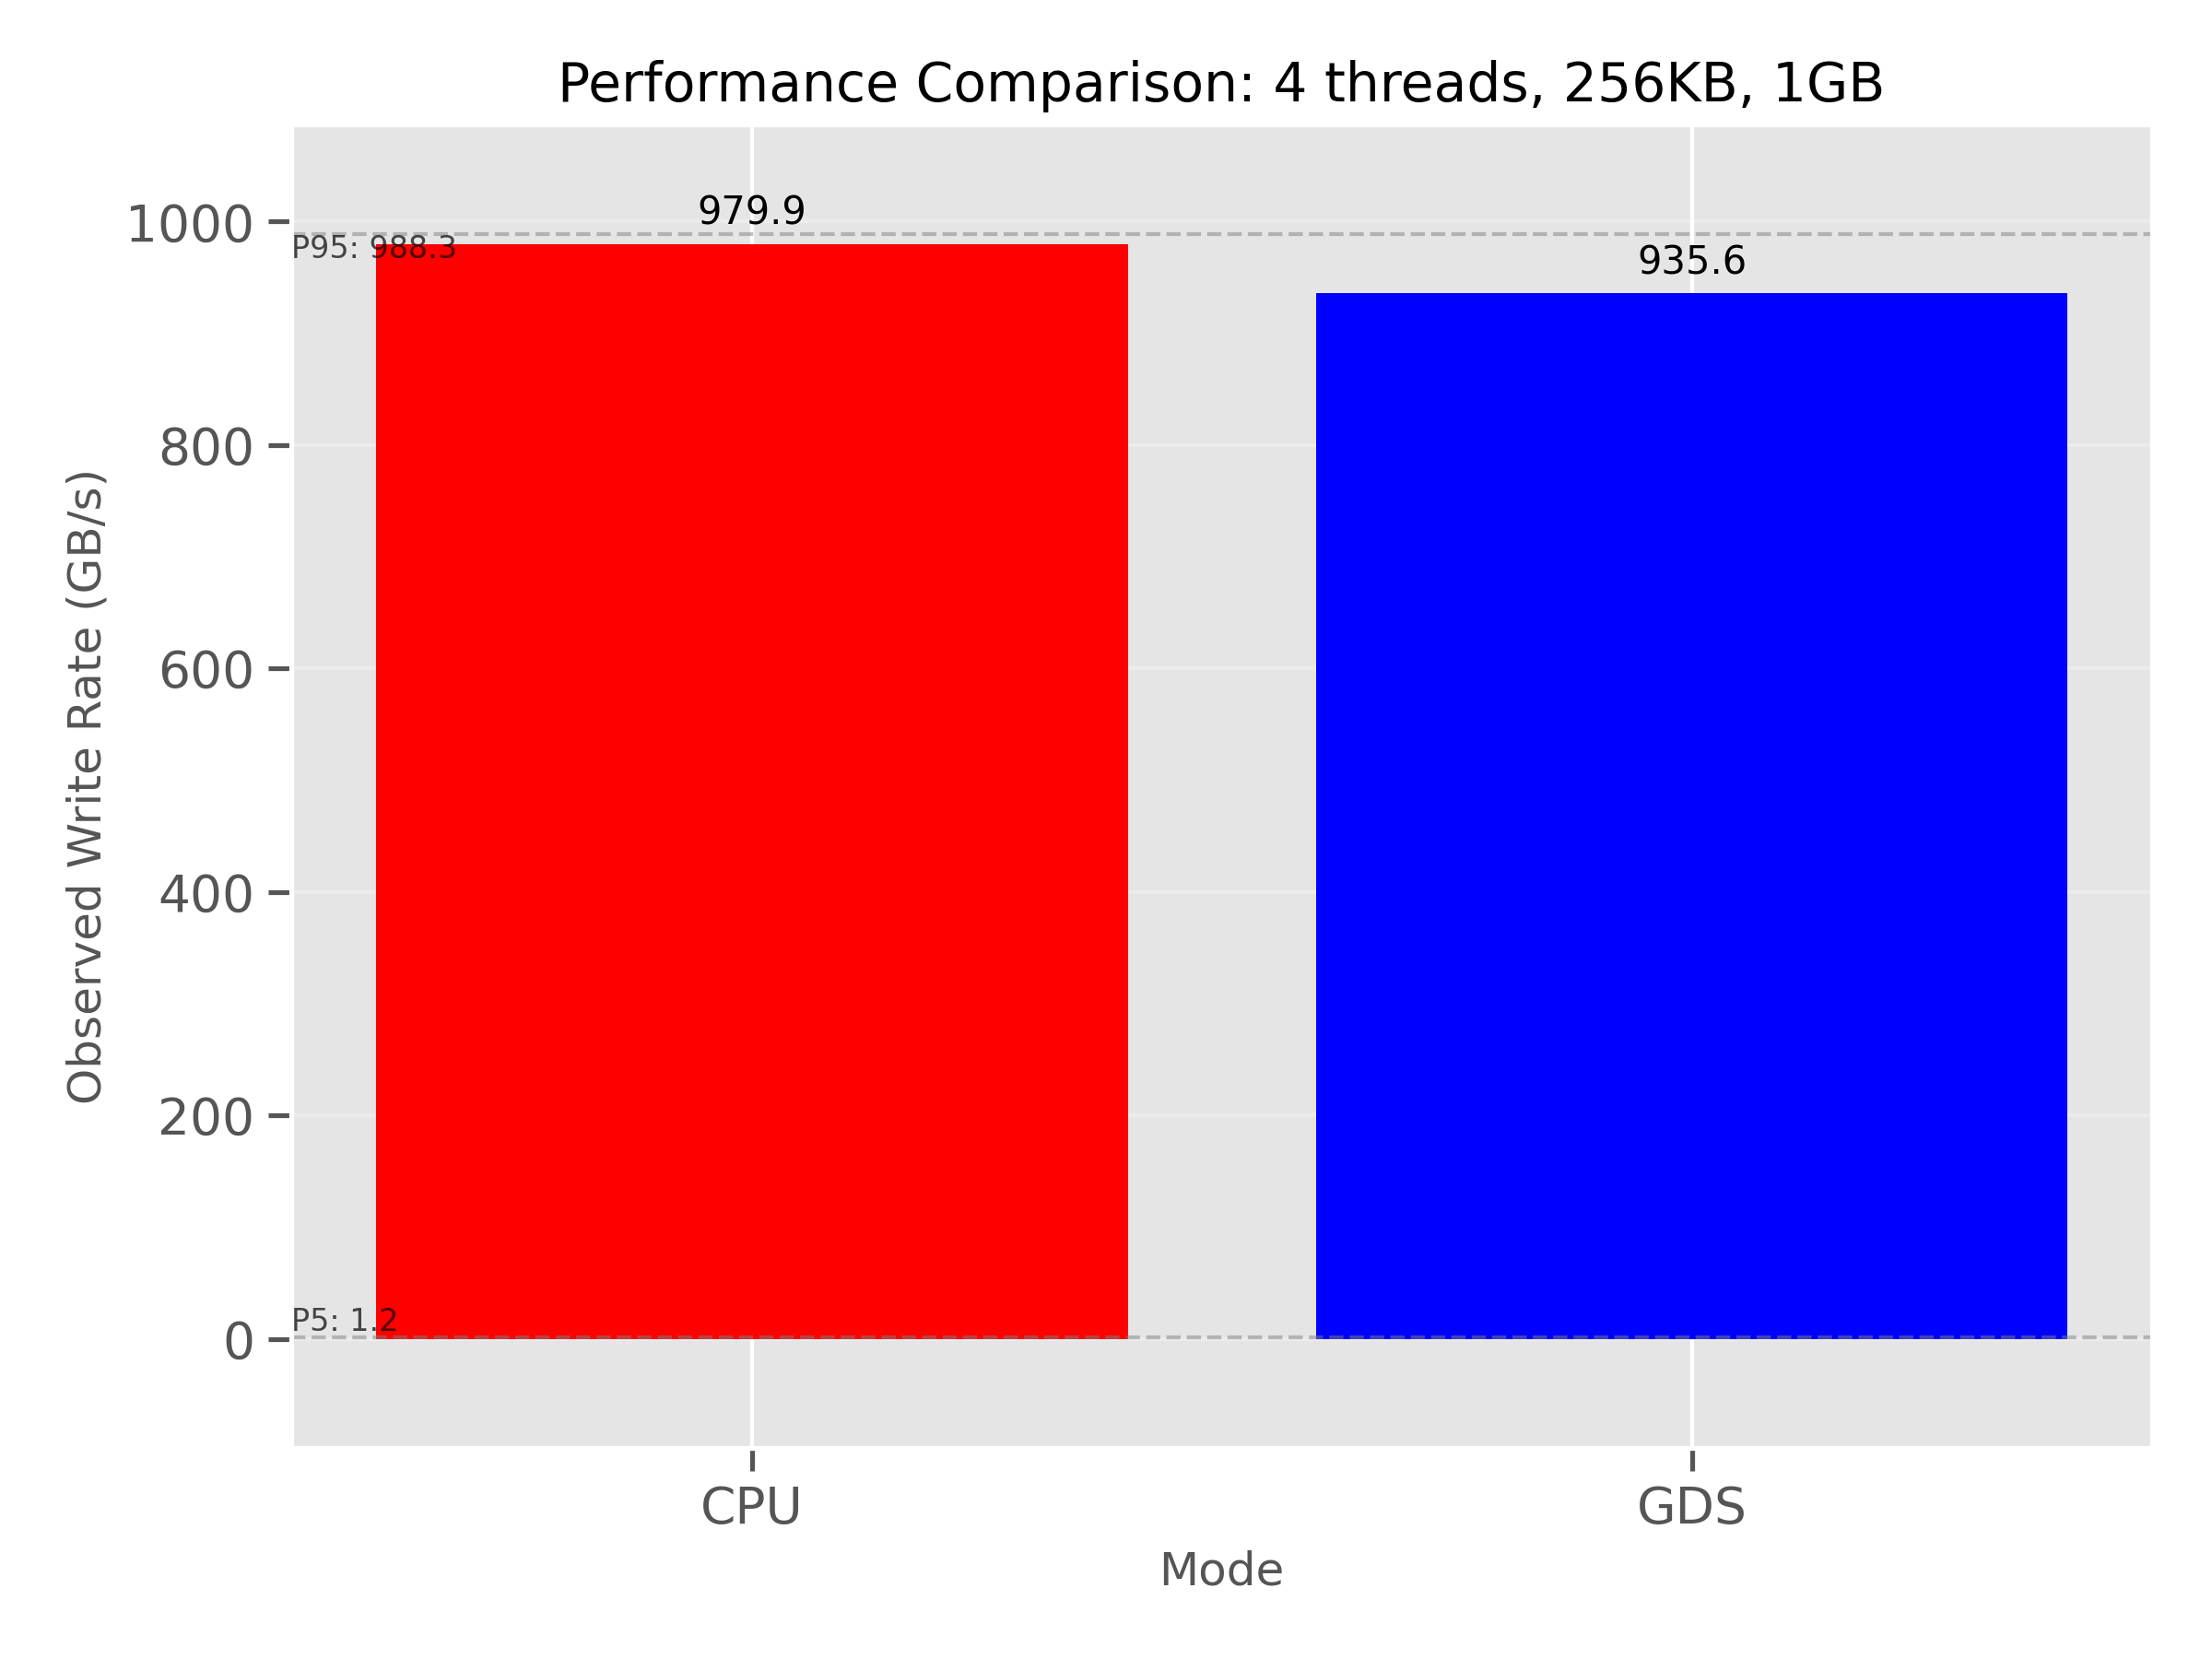 Performance Comparison: 4 threads, 256KB, 1GB
Observed Write Rate (GB/s)
1000
800
600
400
200
0
979.9
P95: 988.3
935.6
P5: 1.2
CPU
GDS
Mode